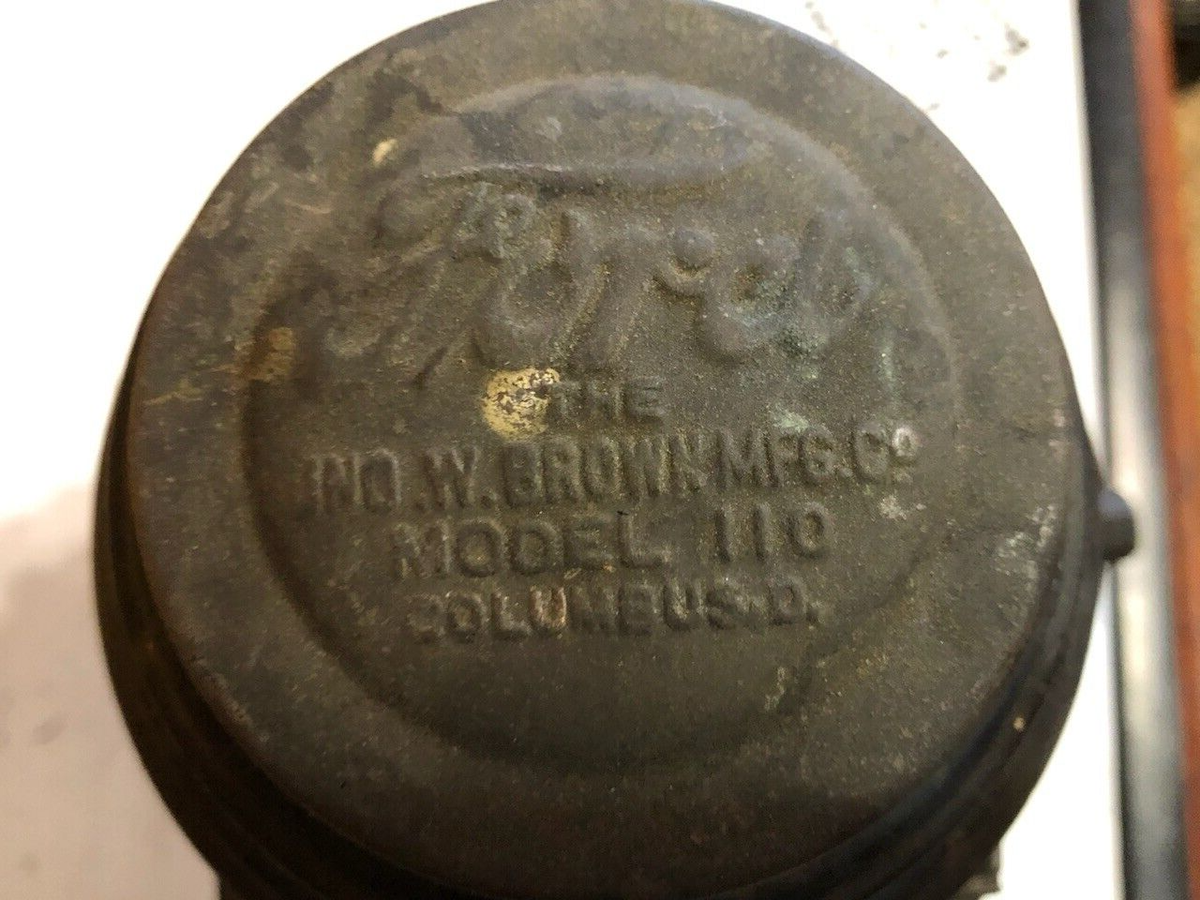 Ford
THE
JNO.W.BROWN MFG.Cº
MODEL 110
COLUMBUS.O.